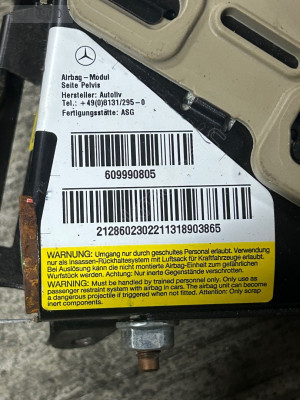 Airbag-Modul
Seite Pelvis
Hersteller: Autoliv
Tel.: +49(0)8131/295-0
Fertigungsstätte: ASG
609990805
2128602302211318903865
WARNUNG: Umgang nur durch geschultes Personal erlaubt. Verwendung
nur als Insassen-Rückhaltesystem mit Luftsack für Kraftfahrzeuge erlaubt.
Bei Auslösung kann die nicht montierte Airbag-Einheit zum gefährlichen
Wurfstück werden. Achtung: Nur inerte Gegenstände verschrotten.
WARNING: Must be handled by trained personnel only. Only use as
passenger restraint system with airbag in cars. The airbag unit can become
a dangerous projectile if triggered when not fitted. Attention: Only scrap
inert components.